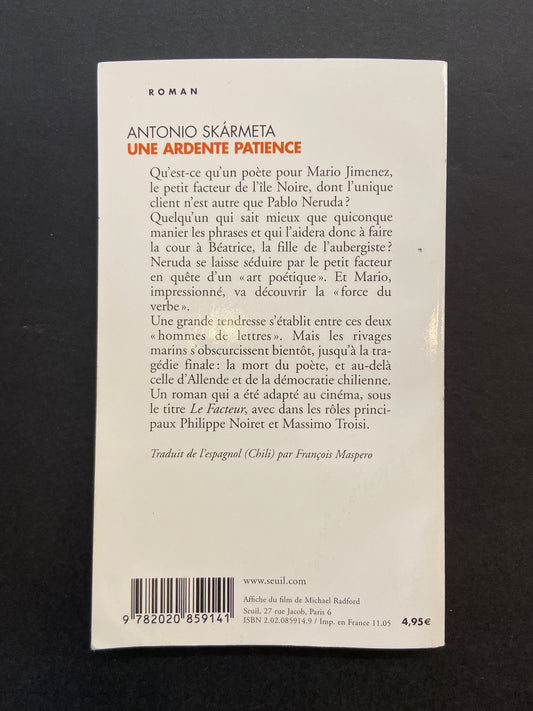 ROMAN
ANTONIO SKÁRMETA
UNE ARDENTE PATIENCE
Qu'est-ce qu'un poète pour Mario Jimenez,
le petit facteur de l'île Noire, dont l'unique
client n'est autre que Pablo Neruda ?
Quelqu'un qui sait mieux que quiconque
manier les phrases et qui l'aidera donc à faire
la cour à Béatrice, la fille de l'aubergiste ?
Neruda se laisse séduire par le petit facteur
en quête d'un « art poétique ». Et Mario,
impressionné, va découvrir la « force du
verbe ».
Une grande tendresse s'établit entre ces deux
« hommes de lettres ». Mais les rivages
marins s'obscurcissent bientôt, jusqu'à la tra-
gédie finale : la mort du poète, et au-delà
celle d'Allende et de la démocratie chilienne.
Un roman qui a été adapté au cinéma, sous
le titre Le Facteur, avec dans les rôles princi-
paux Philippe Noiret et Massimo Troisi.
Traduit de l'espagnol (Chili) par François Maspero
www.seuil.com
Affiche du film de Michael Radford
Seuil, 27 rue Jacob, Paris 6
ISBN 2.02.085914.9 / Imp. en France 11.05
4,95€
9 782020 859141